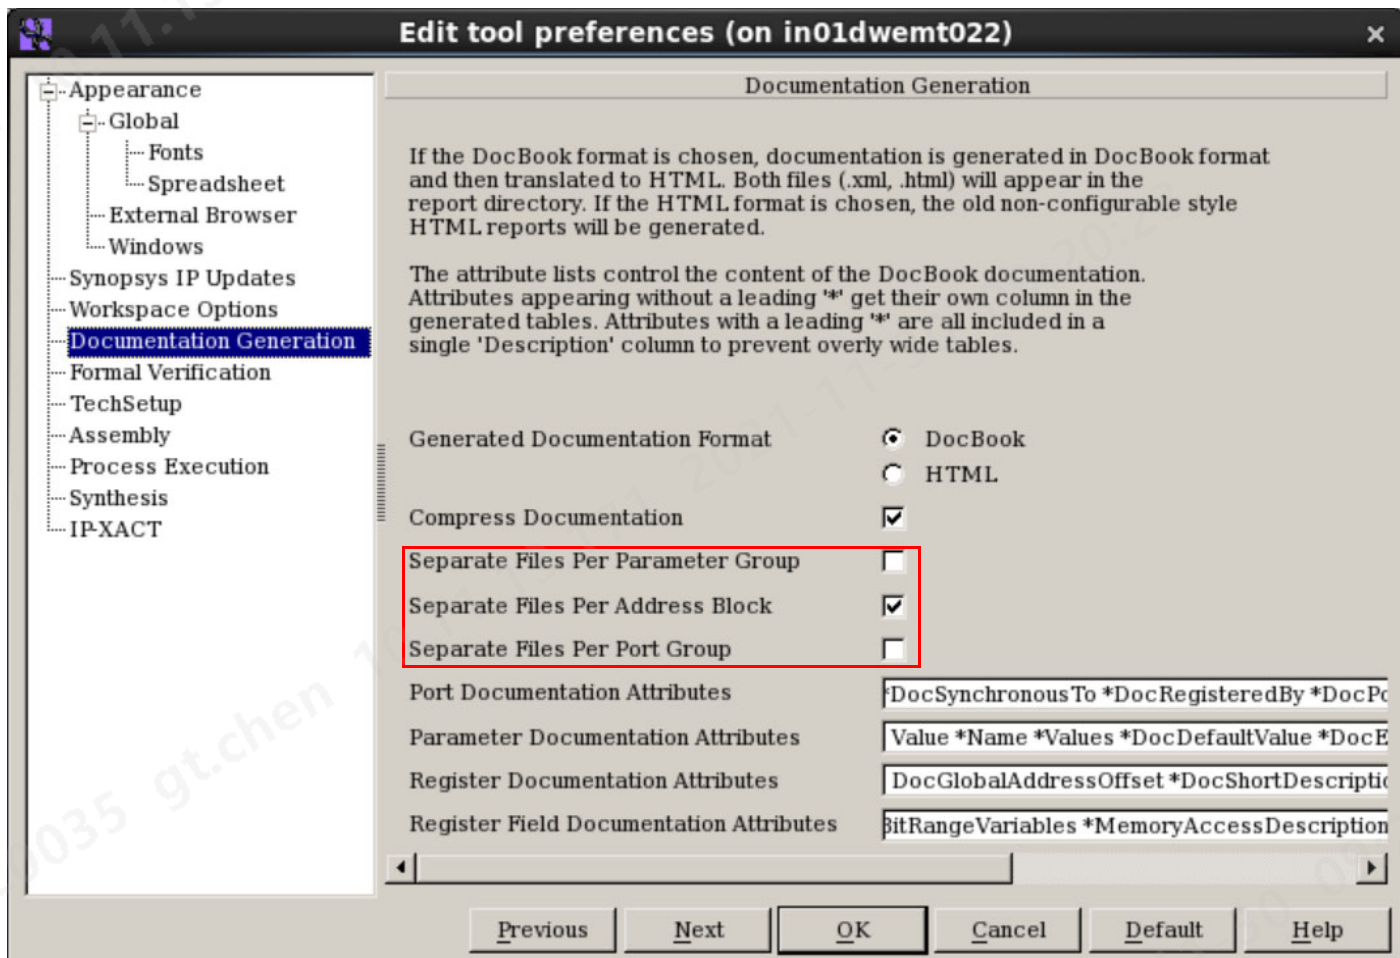 Edit tool preferences (on in01dwemt022)
Appearance
Global
Fonts
Spreadsheet
External Browser
Windows
Synopsys IP Updates
Workspace Options
Documentation Generation
Formal Verification
TechSetup
Assembly
Process Execution
Synthesis
IP-XACT
Documentation Generation
If the DocBook format is chosen, documentation is generated in DocBook format
and then translated to HTML. Both files (.xml, .html) will appear in the
report directory. If the HTML format is chosen, the old non-configurable style
HTML reports will be generated.
The attribute lists control the content of the DocBook documentation.
Attributes appearing without a leading '*' get their own column in the
generated tables. Attributes with a leading '*' are all included in a
single 'Description' column to prevent overly wide tables.
Generated Documentation Format
DocBook
HTML
Compress Documentation
Separate Files Per Parameter Group
Separate Files Per Address Block
Separate Files Per Port Group
Port Documentation Attributes *DocSynchronousTo *DocRegisteredBy *DocPo
Parameter Documentation Attributes Value *Name *Values *DocDefaultValue *DocE
Register Documentation Attributes DocGlobalAddressOffset *DocShortDescriptio
Register Field Documentation Attributes BitRangeVariables *MemoryAccessDescription
Previous Next OK Cancel Default Help